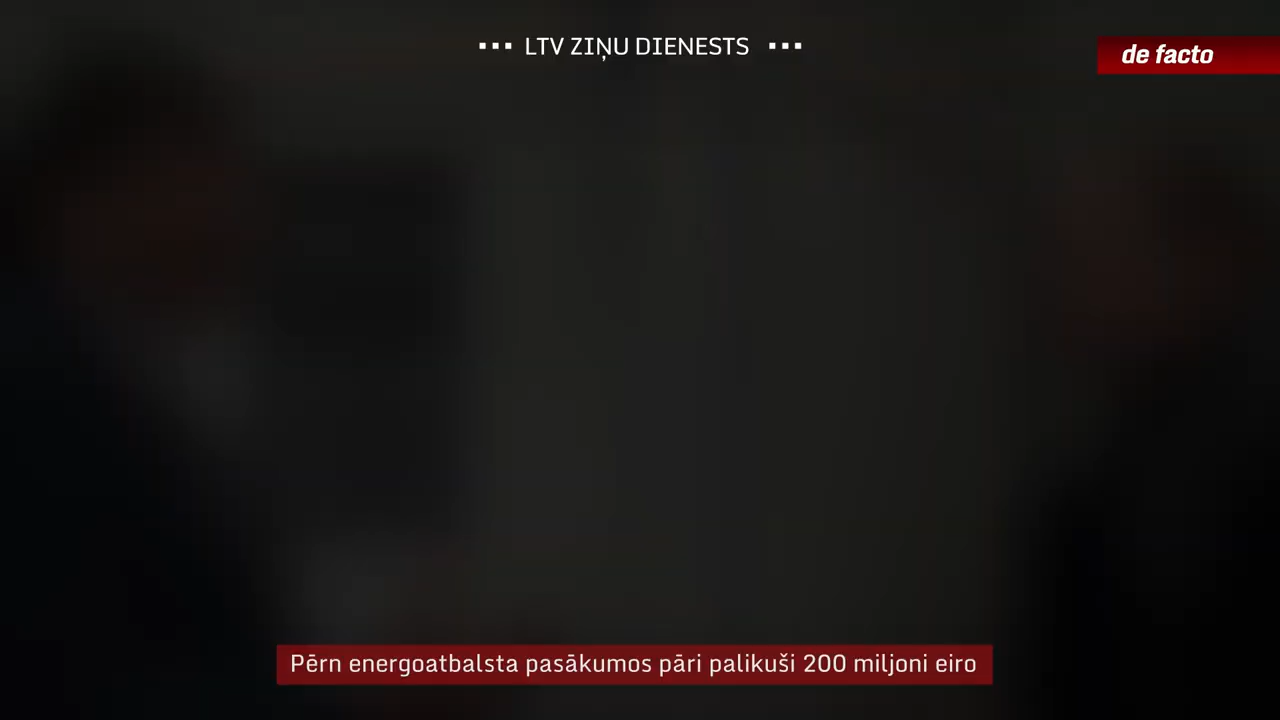 LTV ZIŅU DIENESTS
de facto
Pērn energoatbalsta pasākumos pāri palikuši 200 miljoni eiro